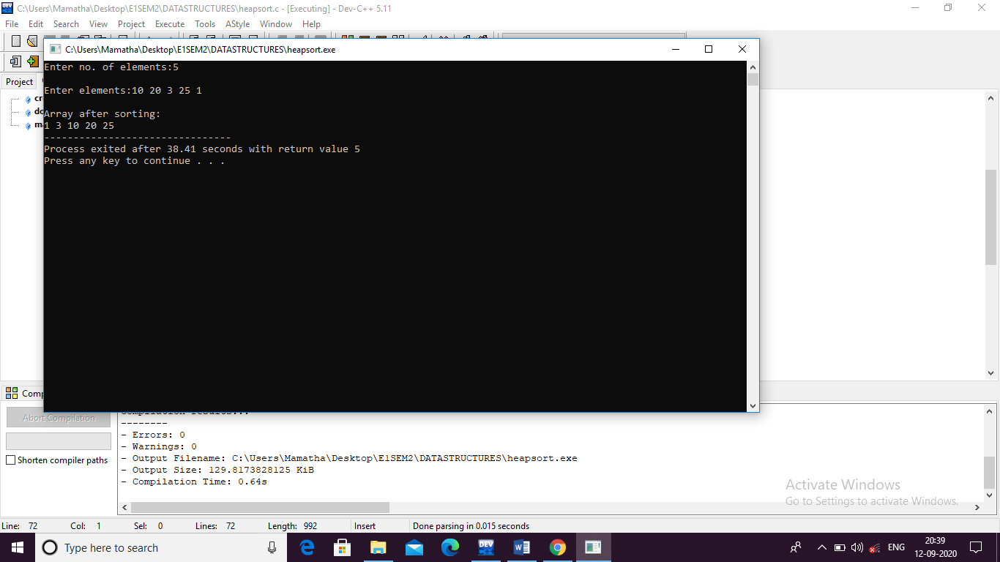 C:\Users\Mamatha\Desktop\E1SEM2\DATASTRUCTURES\heapsort.c - [Executing] - Dev-C++ 5.11
File Edit Search View Project Execute Tools AStyle Window Help
C:\Users\Mamatha\Desktop\E1SEM2\DATASTRUCTURES\heapsort.exe
Enter no. of elements:5
Project
Enter elements:10 20 3 25 1
Array after sorting:
1 3 10 20 25
--------------------------------
Process exited after 38.41 seconds with return value 5
Press any key to continue . . .
Abort Compilation
Shorten compiler paths
Compilation results...
--------
- Errors: 0
- Warnings: 0
- Output Filename: C:\Users\Mamatha\Desktop\E1SEM2\DATASTRUCTURES\heapsort.exe
- Output Size: 129.8173828125 KiB
- Compilation Time: 0.64s
Activate Windows
Go to Settings to activate Windows.
Line: 72 Col: 1 Sel: 0 Lines: 72 Length: 992 Insert Done parsing in 0.015 seconds
Type here to search
DEV
ENG
20:39
12-09-2020